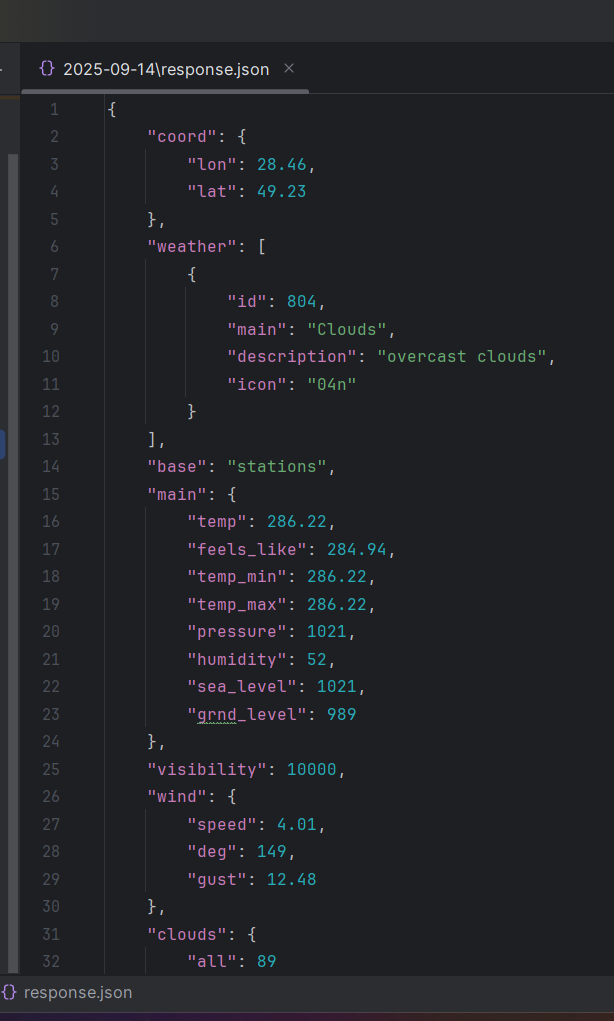 2025-09-14\response.json
1 {
2 "coord": {
3 "lon": 28.46,
4 "lat": 49.23
5 },
6 "weather": [
7 {
8 "id": 804,
9 "main": "Clouds",
10 "description": "overcast clouds",
11 "icon": "04n"
12 }
13 ],
14 "base": "stations",
15 "main": {
16 "temp": 286.22,
17 "feels_like": 284.94,
18 "temp_min": 286.22,
19 "temp_max": 286.22,
20 "pressure": 1021,
21 "humidity": 52,
22 "sea_level": 1021,
23 "grnd_level": 989
24 },
25 "visibility": 10000,
26 "wind": {
27 "speed": 4.01,
28 "deg": 149,
29 "gust": 12.48
30 },
31 "clouds": {
32 "all": 89
{} response.json